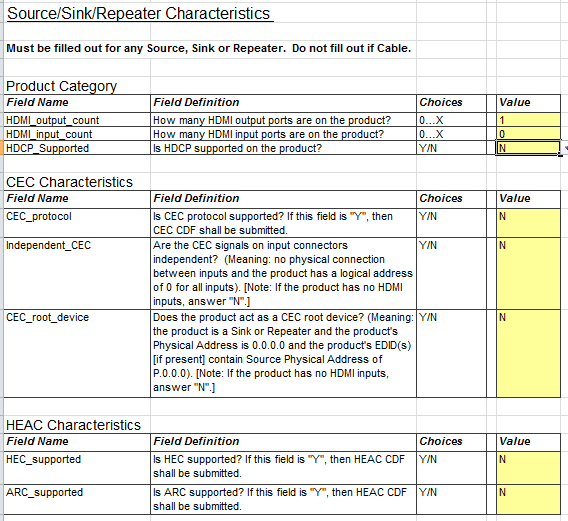 Source/Sink/Repeater Characteristics
Must be filled out for any Source, Sink or Repeater. Do not fill out if Cable.
Product Category
Field Name Field Definition Choices Value
HDMI_output_count How many HDMI output ports are on the product? 0...X 1
HDMI_input_count How many HDMI input ports are on the product? 0...X 0
HDCP_Supported Is HDCP supported on the product? Y/N N
CEC Characteristics
Field Name Field Definition Choices Value
CEC_protocol Is CEC protocol supported? If this field is "Y", then Y/N N
CEC CDF shall be submitted.
Independent_CEC Are the CEC signals on input connectors Y/N N
independent? (Meaning: no physical connection
between inputs and the product has a logical address
of 0 for all inputs). [Note: If the product has no HDMI
inputs, answer "N".]
CEC_root_device Does the product act as a CEC root device? (Meaning: Y/N N
the product is a Sink or Repeater and the product's
Physical Address is 0.0.0.0 and the product's EDID(s)
[if present] contain Source Physical Address of
P.0.0.0). [Note: If the product has no HDMI inputs,
answer "N".]
HEAC Characteristics
Field Name Field Definition Choices Value
HEC_supported Is HEC supported? If this field is "Y", then HEAC CDF Y/N N
shall be submitted.
ARC_supported Is ARC supported? If this field is "Y", then HEAC CDF Y/N N
shall be submitted.